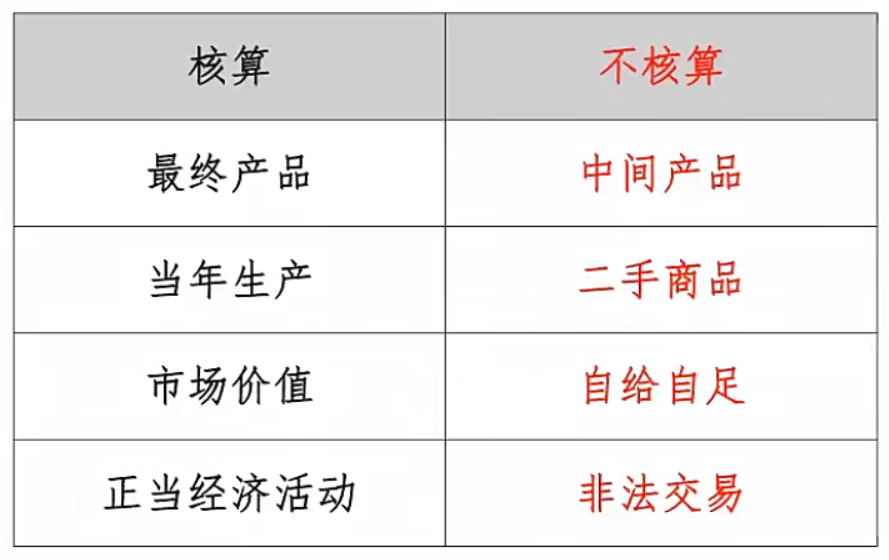 核算 不核算
最终产品 中间产品
当年生产 二手商品
市场价值 自给自足
正当经济活动 非法交易